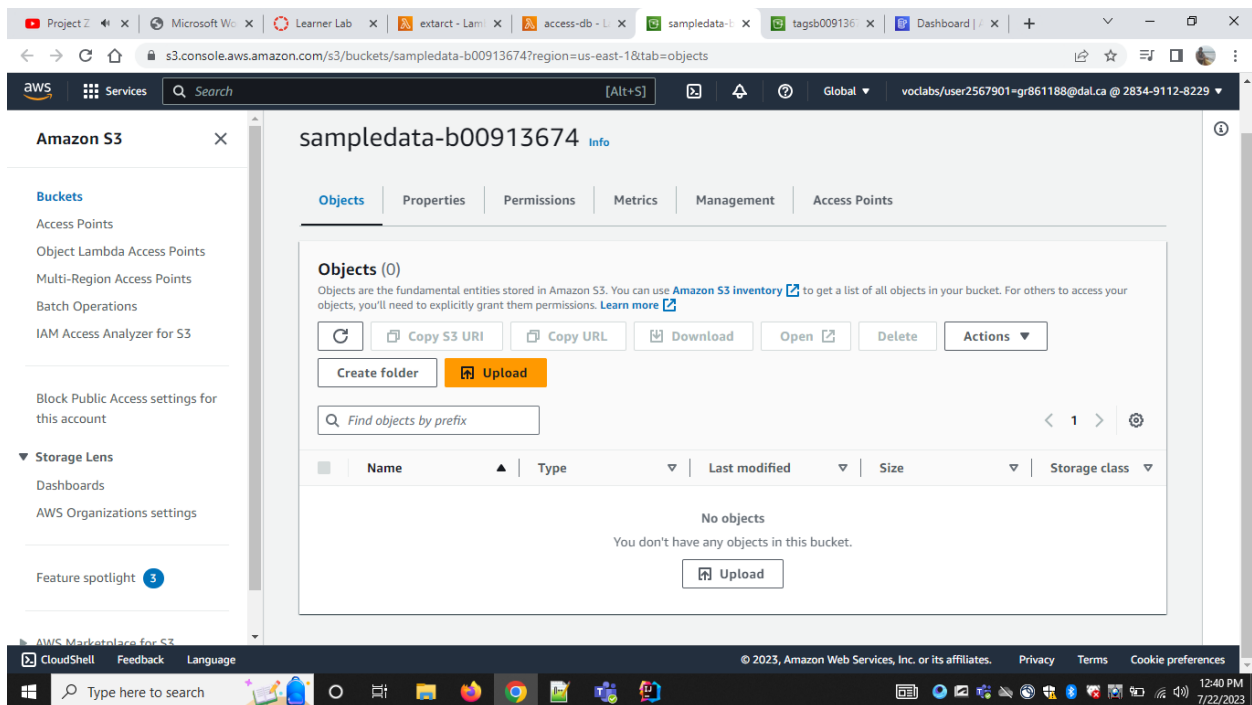 Project Z
Microsoft Wo
Learner Lab
extarct - Lam
access-db - L
sampledata-b
tagsb0091367
Dashboard | A
s3.console.aws.amazon.com/s3/buckets/sampledata-b00913674?region=us-east-1&tab=objects
aws
Services
Search
[Alt+S]
Global
voclabs/user2567901=gr861188@dal.ca @ 2834-9112-8229
Amazon S3
Buckets
Access Points
Object Lambda Access Points
Multi-Region Access Points
Batch Operations
IAM Access Analyzer for S3
Block Public Access settings for
this account
Storage Lens
Dashboards
AWS Organizations settings
Feature spotlight 3
AWS Marketplace for S3
sampledata-b00913674 Info
Objects
Properties
Permissions
Metrics
Management
Access Points
Objects (0)
Objects are the fundamental entities stored in Amazon S3. You can use Amazon S3 inventory to get a list of all objects in your bucket. For others to access your
objects, you'll need to explicitly grant them permissions. Learn more
Copy S3 URI
Copy URL
Download
Open
Delete
Actions
Create folder
Upload
Find objects by prefix
1
Name
Type
Last modified
Size
Storage class
No objects
You don't have any objects in this bucket.
Upload
CloudShell
Feedback
Language
© 2023, Amazon Web Services, Inc. or its affiliates.
Privacy
Terms
Cookie preferences
Type here to search
12:40 PM
7/22/2023